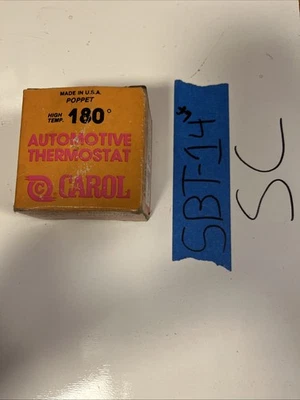 MADE IN U.S.A.
POPPET
HIGH TEMP. 180°
AUTOMOTIVE
THERMOSTAT
CAROL
SBT-14
SC